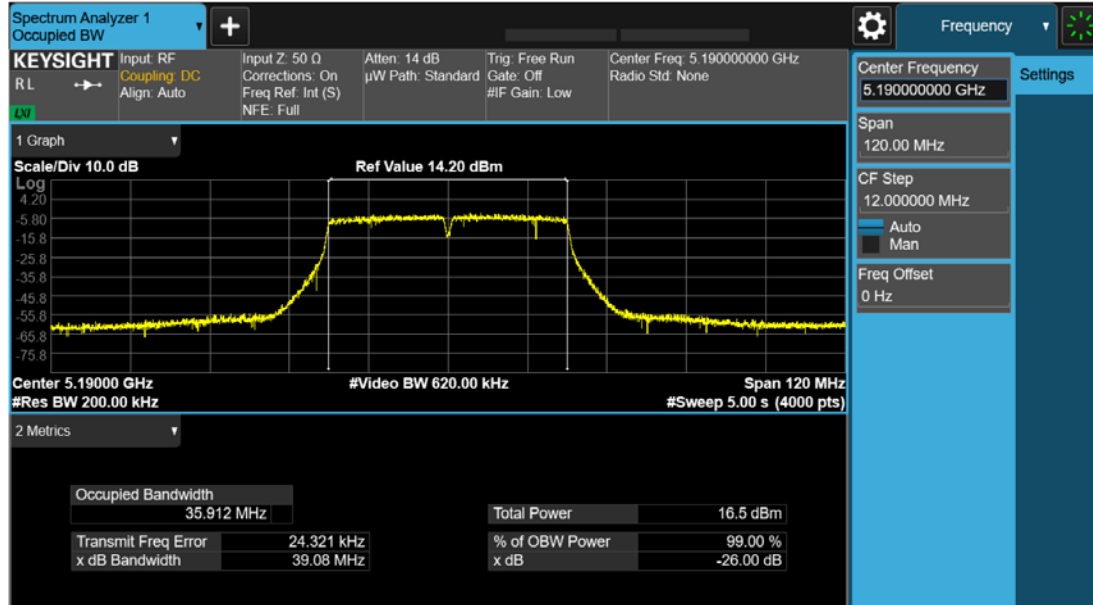 Spectrum Analyzer 1
Occupied BW
+
Frequency
KEYSIGHT
R L
LXI
Input: RF
Coupling: DC
Align: Auto
Input Z: 50 Ω
Corrections: On
Freq Ref: Int (S)
NFE: Full
Atten: 14 dB
µW Path: Standard
Trig: Free Run
Gate: Off
#IF Gain: Low
Center Freq: 5.190000000 GHz
Radio Std: None
Center Frequency
5.190000000 GHz
Settings
Span
120.00 MHz
CF Step
12.000000 MHz
Auto
Man
Freq Offset
0 Hz
1 Graph
Scale/Div 10.0 dB
Ref Value 14.20 dBm
Log
4.20
-5.80
-15.8
-25.8
-35.8
-45.8
-55.8
-65.8
-75.8
Center 5.19000 GHz
#Video BW 620.00 kHz
Span 120 MHz
#Res BW 200.00 kHz
#Sweep 5.00 s (4000 pts)
2 Metrics
Occupied Bandwidth
35.912 MHz
Total Power 16.5 dBm
Transmit Freq Error 24.321 kHz
% of OBW Power 99.00 %
x dB Bandwidth 39.08 MHz
x dB -26.00 dB